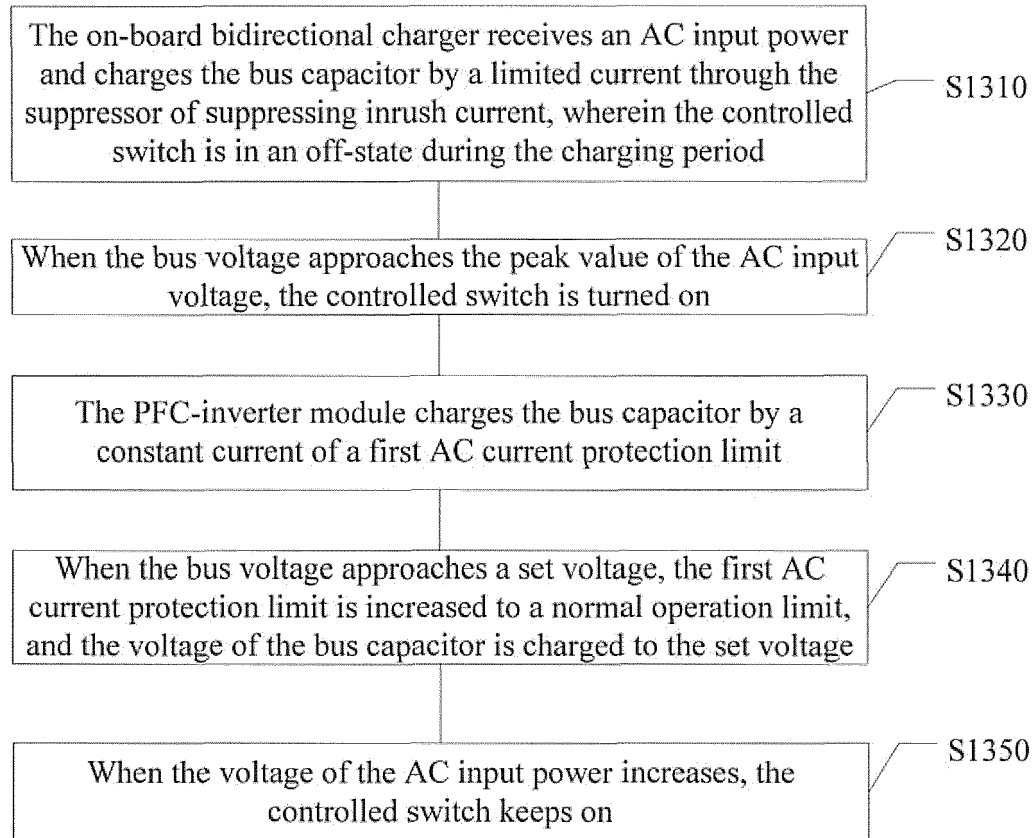 The on-board bidirectional charger receives an AC input power
and charges the bus capacitor by a limited current through the
suppressor of suppressing inrush current, wherein the controlled
switch is in an off-state during the charging period
S1310
When the bus voltage approaches the peak value of the AC input
voltage, the controlled switch is turned on
S1320
The PFC-inverter module charges the bus capacitor by a
constant current of a first AC current protection limit
S1330
When the bus voltage approaches a set voltage, the first AC
current protection limit is increased to a normal operation limit,
and the voltage of the bus capacitor is charged to the set voltage
S1340
When the voltage of the AC input power increases, the
controlled switch keeps on
S1350